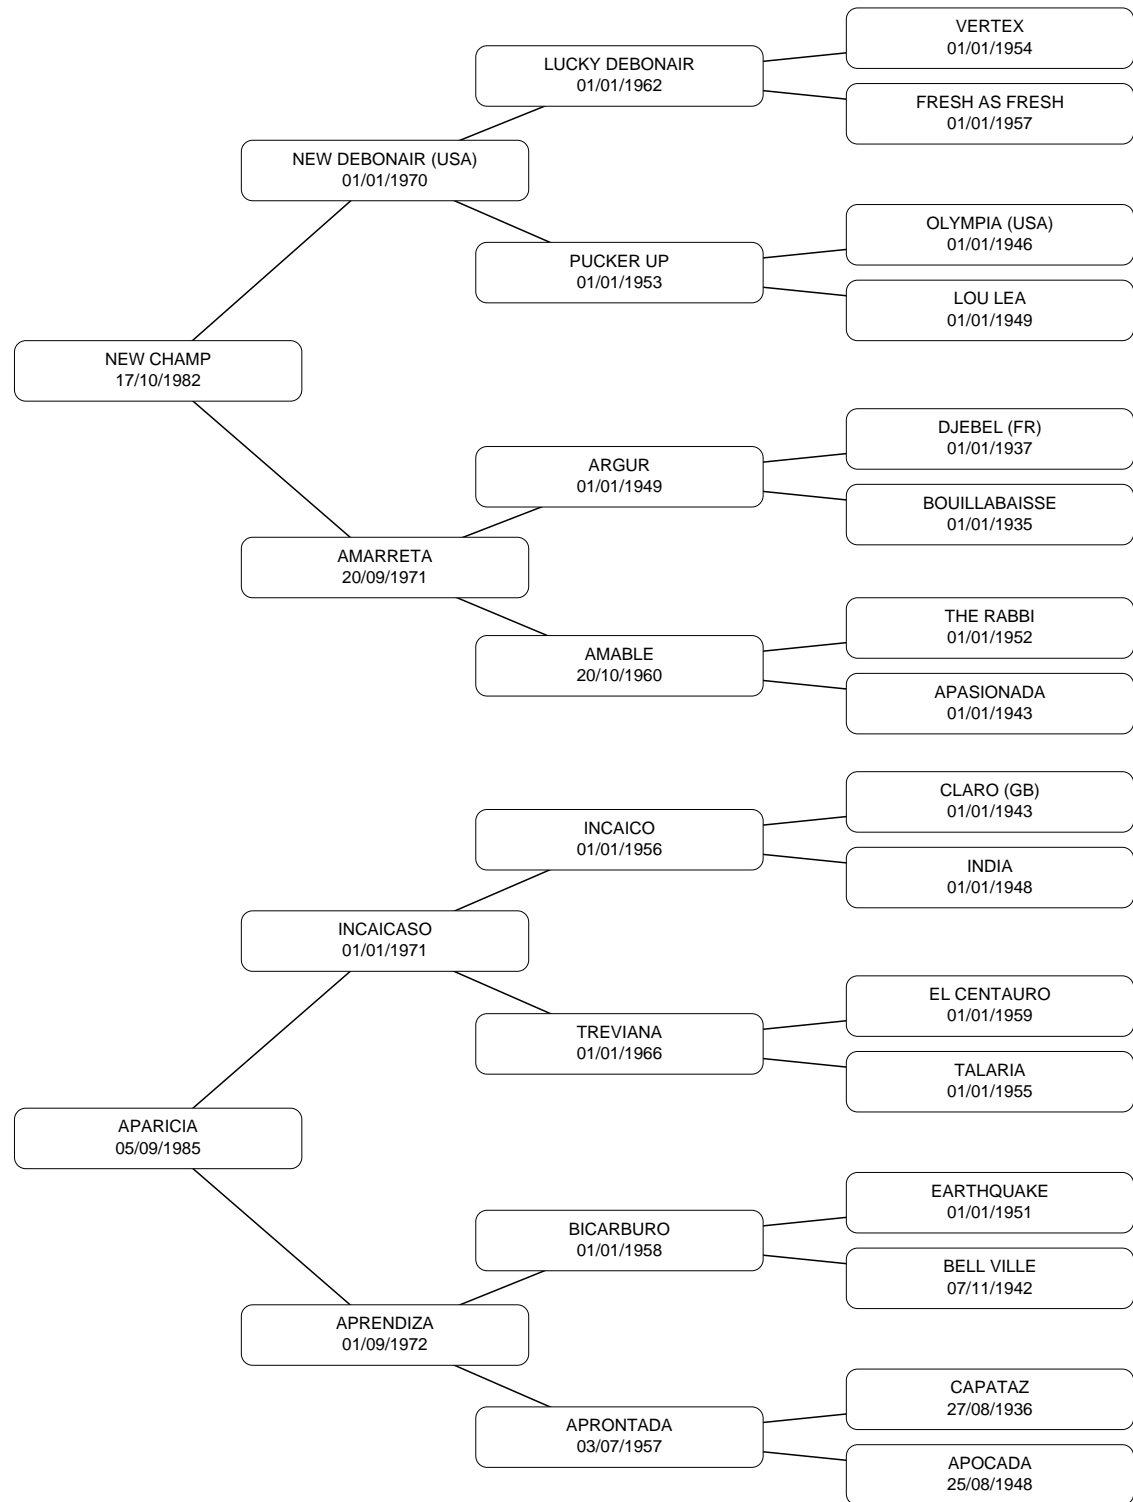 VERTEX
01/01/1954
LUCKY DEBONAIR
01/01/1962
FRESH AS FRESH
01/01/1957
NEW DEBONAIR (USA)
01/01/1970
OLYMPIA (USA)
01/01/1946
PUCKER UP
01/01/1953
LOU LEA
01/01/1949
NEW CHAMP
17/10/1982
DJEBEL (FR)
01/01/1937
ARGUR
01/01/1949
BOUILLABAISSE
01/01/1935
AMARRETA
20/09/1971
THE RABBI
01/01/1952
AMABLE
20/10/1960
APASIONADA
01/01/1943
CLARO (GB)
01/01/1943
INCAICO
01/01/1956
INDIA
01/01/1948
INCAICASO
01/01/1971
EL CENTAURO
01/01/1959
TREVIANA
01/01/1966
TALARIA
01/01/1955
APARICIA
05/09/1985
EARTHQUAKE
01/01/1951
BICARBURO
01/01/1958
BELL VILLE
07/11/1942
APRENDIZA
01/09/1972
CAPATAZ
27/08/1936
APRONTADA
03/07/1957
APOCADA
25/08/1948